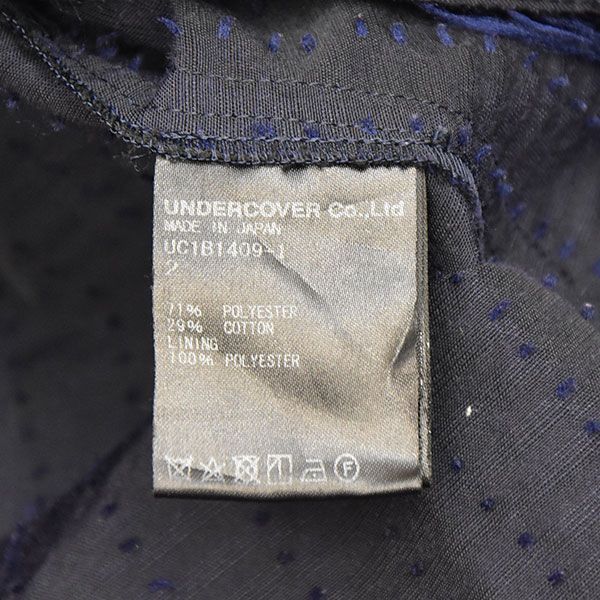 UNDERCOVER Co.,Ltd
MADE IN JAPAN
UC1B1409-1
2
71% POLYESTER
29% COTTON
LINING
100% POLYESTER
F